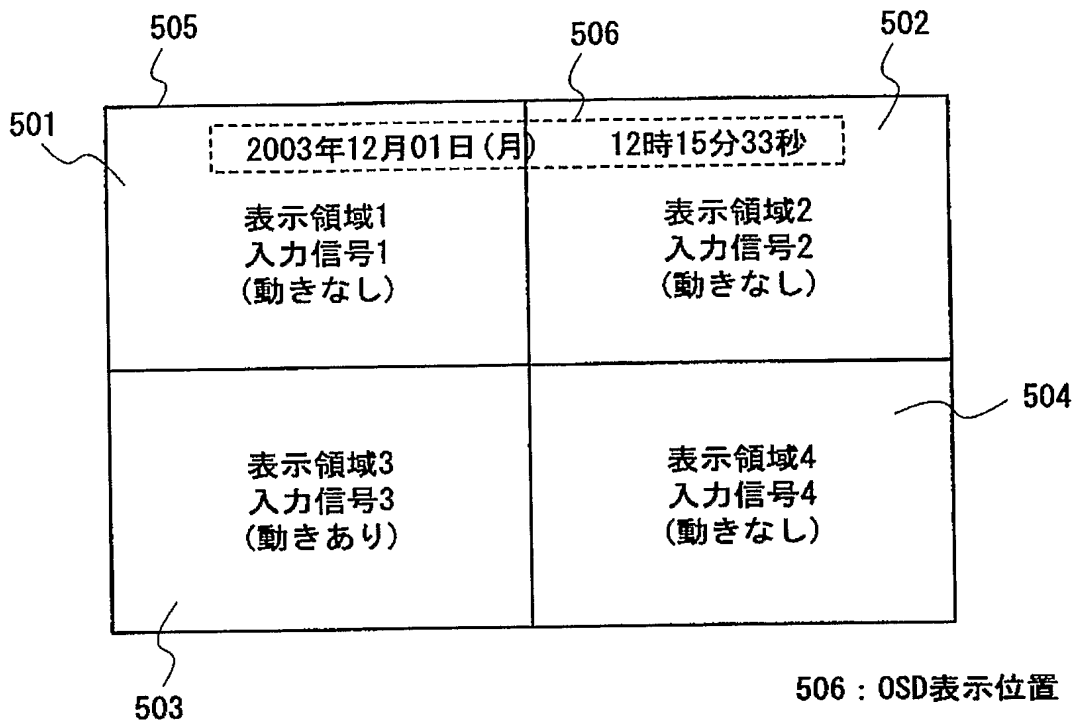 505
506
502
501
2003年12月01日(月) 12時15分33秒
表示領域1
入力信号1
(動きなし)
表示領域2
入力信号2
(動きなし)
504
表示領域3
入力信号3
(動きあり)
表示領域4
入力信号4
(動きなし)
503
506：OSD表示位置